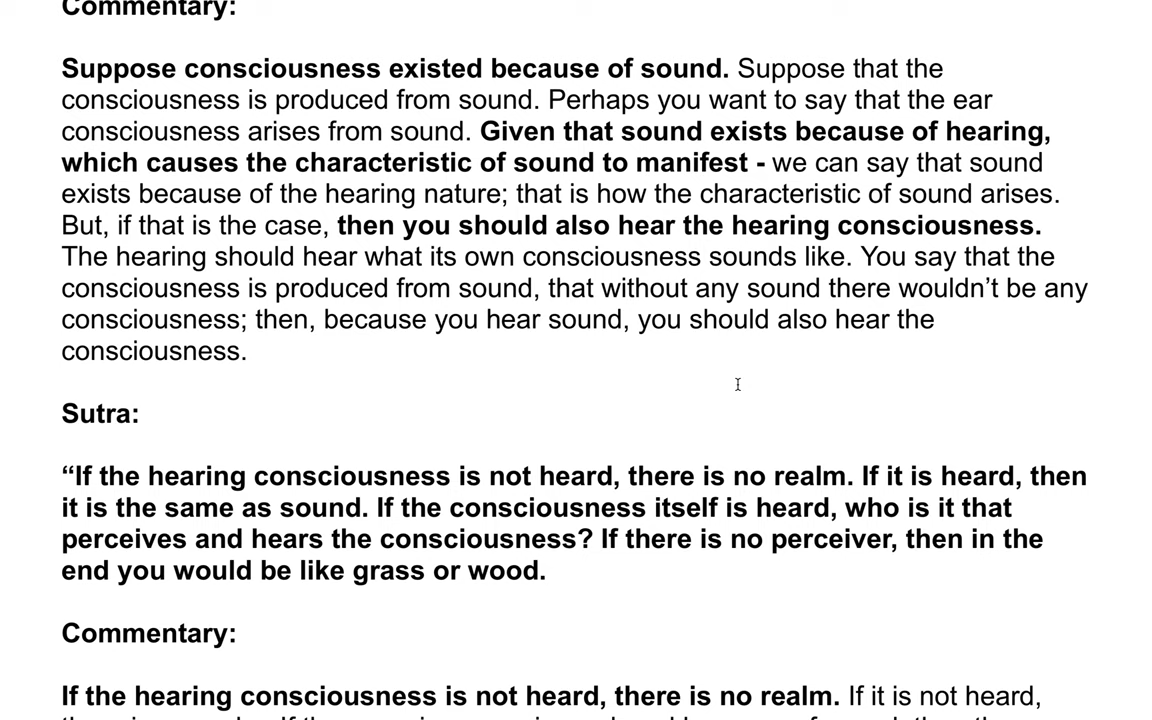 Commentary:
Suppose consciousness existed because of sound. Suppose that the
consciousness is produced from sound. Perhaps you want to say that the ear
consciousness arises from sound. Given that sound exists because of hearing,
which causes the characteristic of sound to manifest - we can say that sound
exists because of the hearing nature; that is how the characteristic of sound arises.
But, if that is the case, then you should also hear the hearing consciousness.
The hearing should hear what its own consciousness sounds like. You say that the
consciousness is produced from sound, that without any sound there wouldn’t be any
consciousness; then, because you hear sound, you should also hear the
consciousness.
Sutra:
“If the hearing consciousness is not heard, there is no realm. If it is heard, then
it is the same as sound. If the consciousness itself is heard, who is it that
perceives and hears the consciousness? If there is no perceiver, then in the
end you would be like grass or wood.
Commentary:
If the hearing consciousness is not heard, there is no realm. If it is not heard,